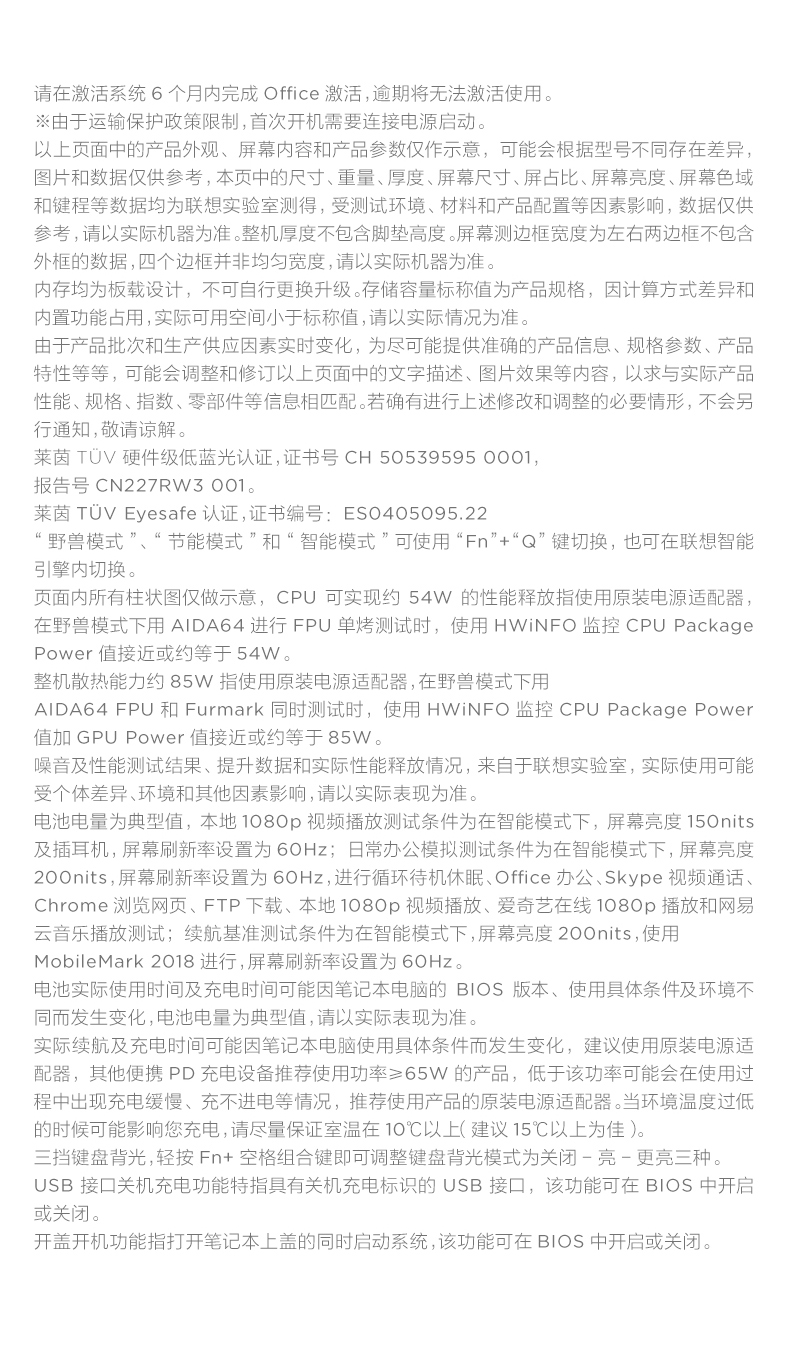 请在激活系统 6 个月内完成 Office 激活，逾期将无法激活使用。
※由于运输保护政策限制，首次开机需要连接电源启动。
以上页面中的产品外观、屏幕内容和产品参数仅作示意，可能会根据型号不同存在差异，
图片和数据仅供参考，本页中的尺寸、重量、厚度、屏幕尺寸、屏占比、屏幕亮度、屏幕色域
和键程等数据均为联想实验室测得，受测试环境、材料和产品配置等因素影响，数据仅供
参考，请以实际机器为准。整机厚度不包含脚垫高度。屏幕测边框宽度为左右两边框不包含
外框的数据，四个边框并非均匀宽度，请以实际机器为准。
内存均为板载设计，不可自行更换升级。存储容量标称值为产品规格，因计算方式差异和
内置功能占用，实际可用空间小于标称值，请以实际情况为准。
由于产品批次和生产供应因素实时变化，为尽可能提供准确的产品信息、规格参数、产品
特性等等，可能会调整和修订以上页面中的文字描述、图片效果等内容，以求与实际产品
性能、规格、指数、零部件等信息相匹配。若确有进行上述修改和调整的必要情形，不会另
行通知，敬请谅解。
莱茵 TÜV 硬件级低蓝光认证，证书号 CH 50539595 0001，
报告号 CN227RW3 001。
莱茵 TÜV Eyesafe 认证，证书编号：ES0405095.22
“野兽模式”、“节能模式”和“智能模式”可使用“Fn”+“Q”键切换，也可在联想智能
引擎内切换。
页面内所有柱状图仅做示意，CPU 可实现约 54W 的性能释放指使用原装电源适配器，
在野兽模式下用 AIDA64 进行 FPU 单烤测试时，使用 HWiNFO 监控 CPU Package
Power 值接近或约等于 54W。
整机散热能力约 85W 指使用原装电源适配器，在野兽模式下用
AIDA64 FPU 和 Furmark 同时测试时，使用 HWiNFO 监控 CPU Package Power
值加 GPU Power 值接近或约等于 85W。
噪音及性能测试结果、提升数据和实际性能释放情况，来自于联想实验室，实际使用可能
受个体差异、环境和其他因素影响，请以实际表现为准。
电池电量为典型值，本地 1080p 视频播放测试条件为在智能模式下，屏幕亮度 150nits
及插耳机，屏幕刷新率设置为 60Hz；日常办公模拟测试条件为在智能模式下，屏幕亮度
200nits，屏幕刷新率设置为 60Hz，进行循环待机休眠、Office 办公、Skype 视频通话、
Chrome 浏览网页、FTP 下载、本地 1080p 视频播放、爱奇艺在线 1080p 播放和网易
云音乐播放测试；续航基准测试条件为在智能模式下，屏幕亮度 200nits，使用
MobileMark 2018 进行，屏幕刷新率设置为 60Hz。
电池实际使用时间及充电时间可能因笔记本电脑的 BIOS 版本、使用具体条件及环境不
同而发生变化，电池电量为典型值，请以实际表现为准。
实际续航及充电时间可能因笔记本电脑使用具体条件而发生变化，建议使用原装电源适
配器，其他便携 PD 充电设备推荐使用功率≥65W 的产品，低于该功率可能会在使用过
程中出现充电缓慢、充不进电等情况，推荐使用产品的原装电源适配器。当环境温度过低
的时候可能影响您充电，请尽量保证室温在 10℃以上（建议 15℃以上为佳）。
三挡键盘背光，轻按 Fn+ 空格组合键即可调整键盘背光模式为关闭 – 亮 – 更亮三种。
USB 接口关机充电功能特指具有关机充电标识的 USB 接口，该功能可在 BIOS 中开启
或关闭。
开盖开机功能指打开笔记本上盖的同时启动系统，该功能可在 BIOS 中开启或关闭。